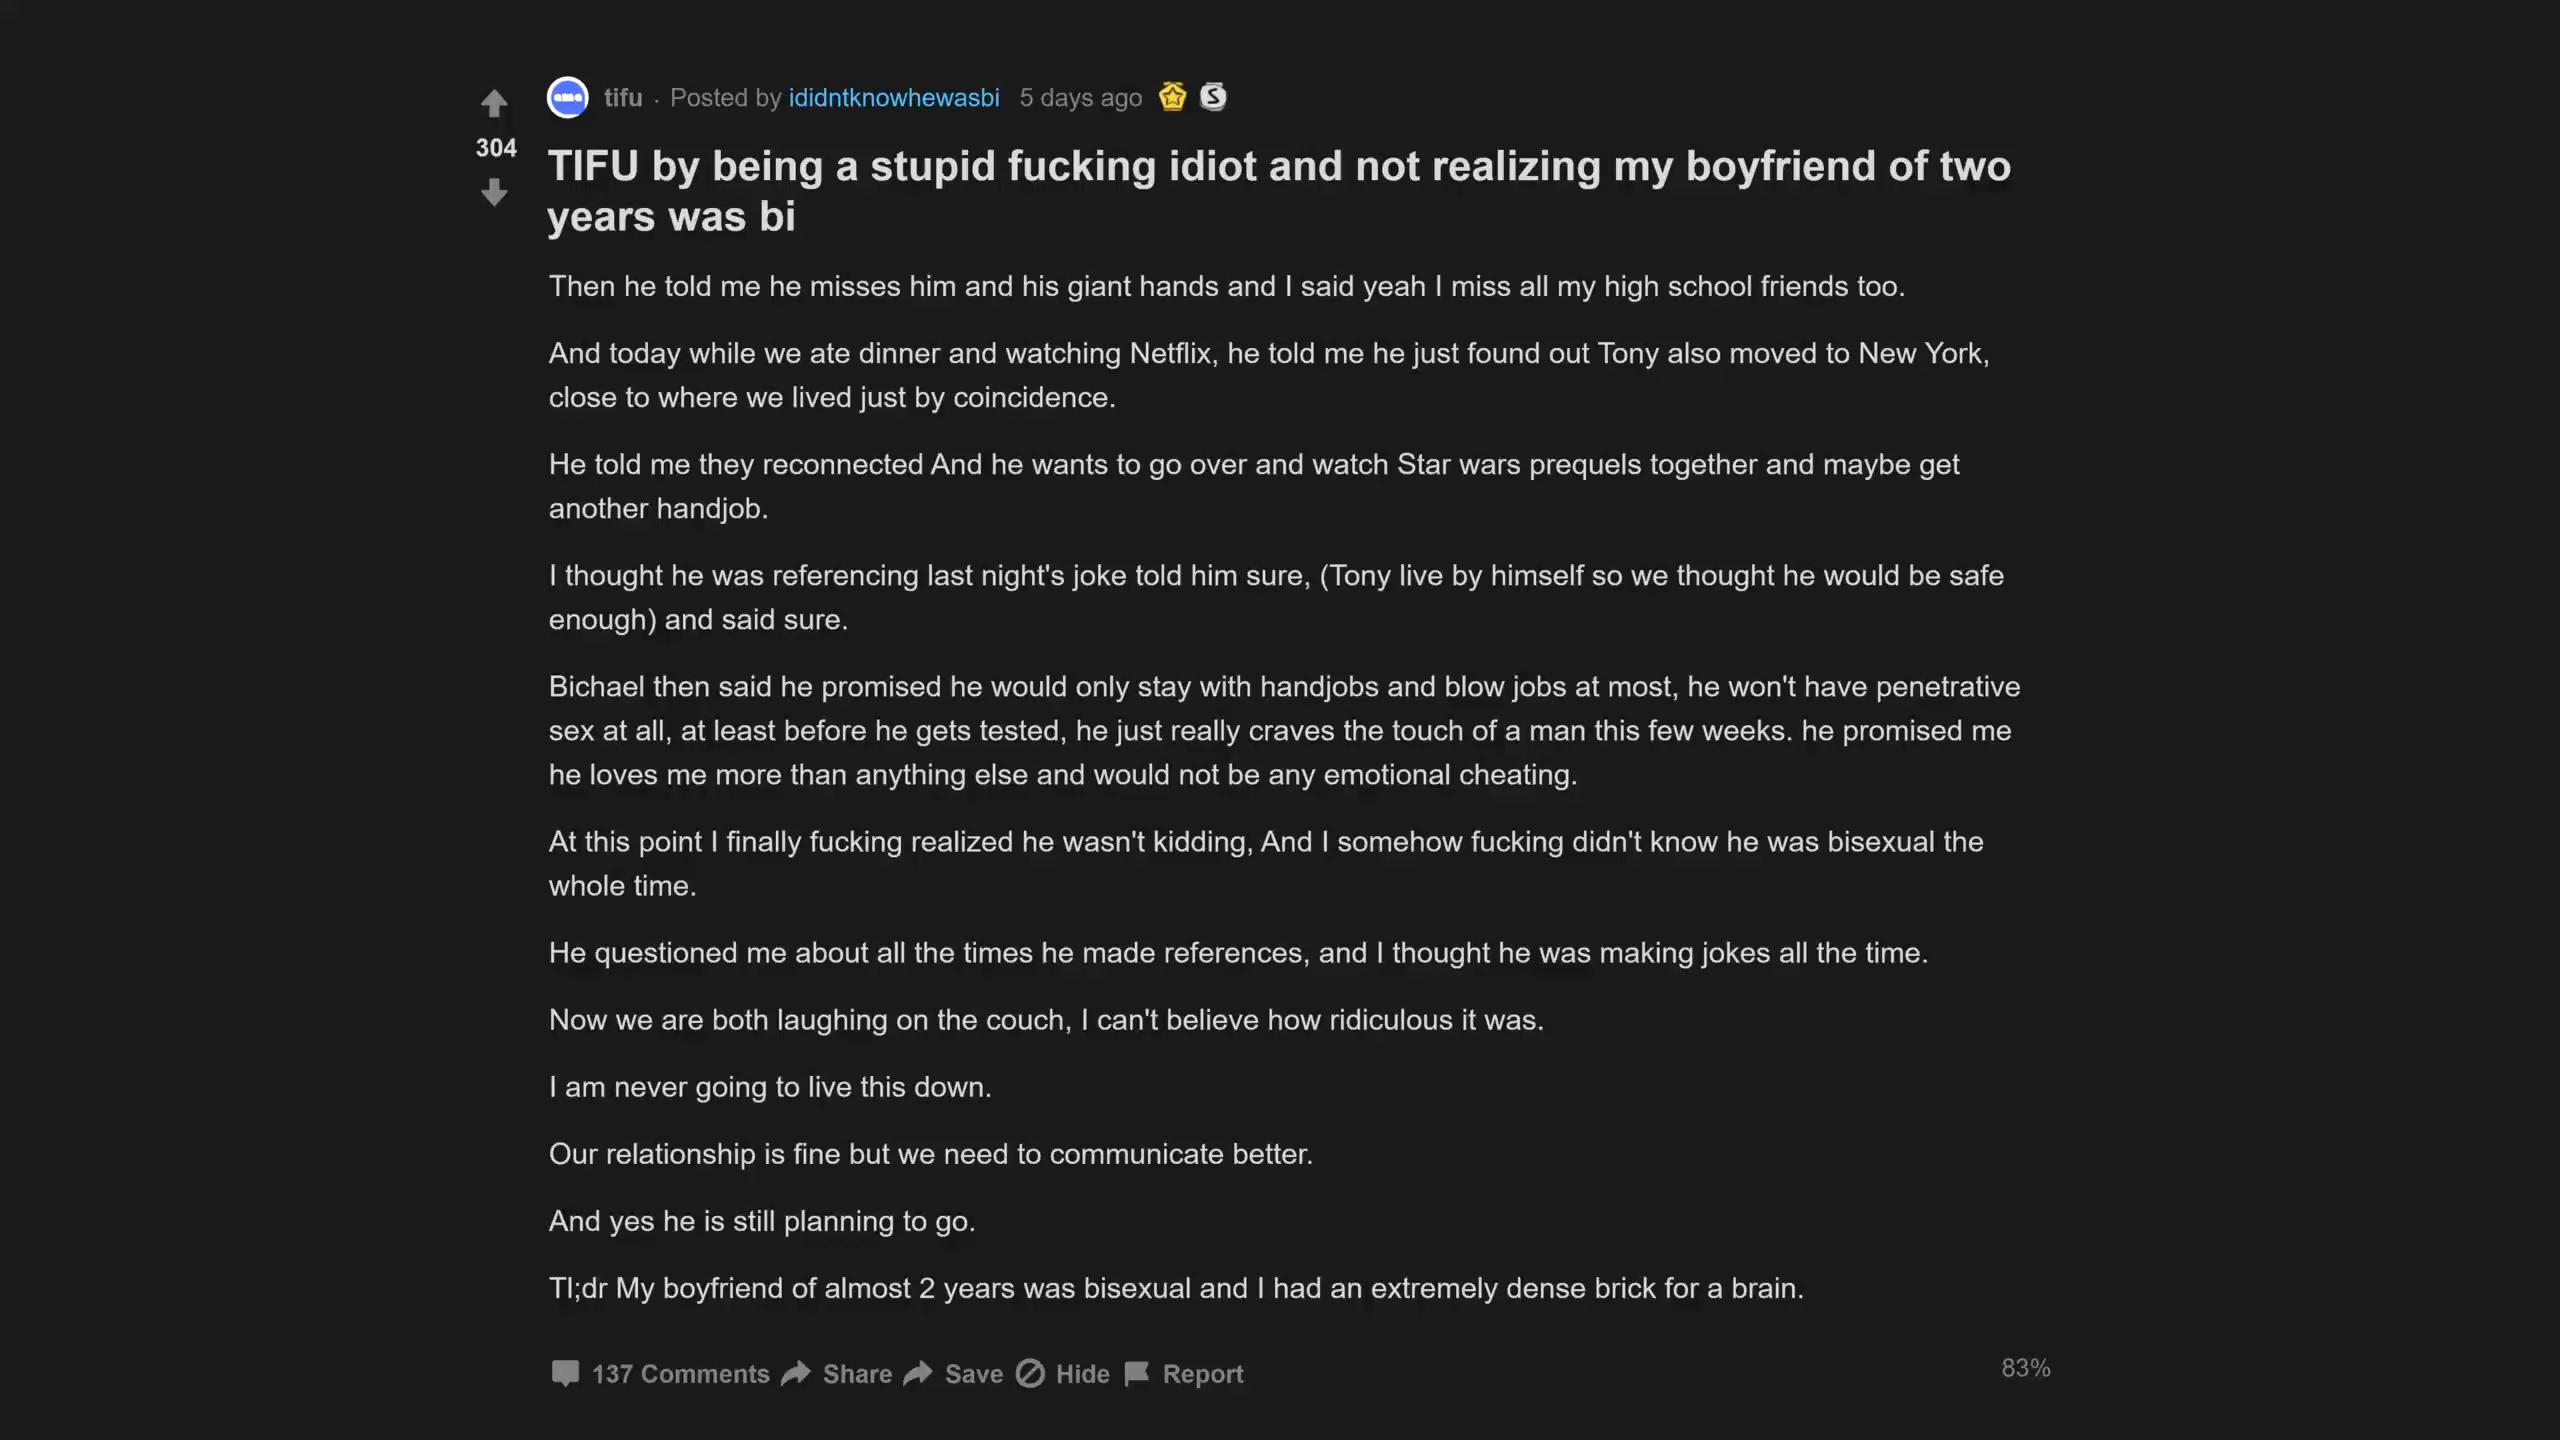 tifu · Posted by ididntknowhewasbi 5 days ago
304
TIFU by being a stupid fucking idiot and not realizing my boyfriend of two
years was bi
Then he told me he misses him and his giant hands and I said yeah I miss all my high school friends too.
And today while we ate dinner and watching Netflix, he told me he just found out Tony also moved to New York,
close to where we lived just by coincidence.
He told me they reconnected And he wants to go over and watch Star wars prequels together and maybe get
another handjob.
I thought he was referencing last night's joke told him sure, (Tony live by himself so we thought he would be safe
enough) and said sure.
Bichael then said he promised he would only stay with handjobs and blow jobs at most, he won't have penetrative
sex at all, at least before he gets tested, he just really craves the touch of a man this few weeks. he promised me
he loves me more than anything else and would not be any emotional cheating.
At this point I finally fucking realized he wasn't kidding, And I somehow fucking didn't know he was bisexual the
whole time.
He questioned me about all the times he made references, and I thought he was making jokes all the time.
Now we are both laughing on the couch, I can't believe how ridiculous it was.
I am never going to live this down.
Our relationship is fine but we need to communicate better.
And yes he is still planning to go.
Tl;dr My boyfriend of almost 2 years was bisexual and I had an extremely dense brick for a brain.
137 Comments Share Save Hide Report
83%